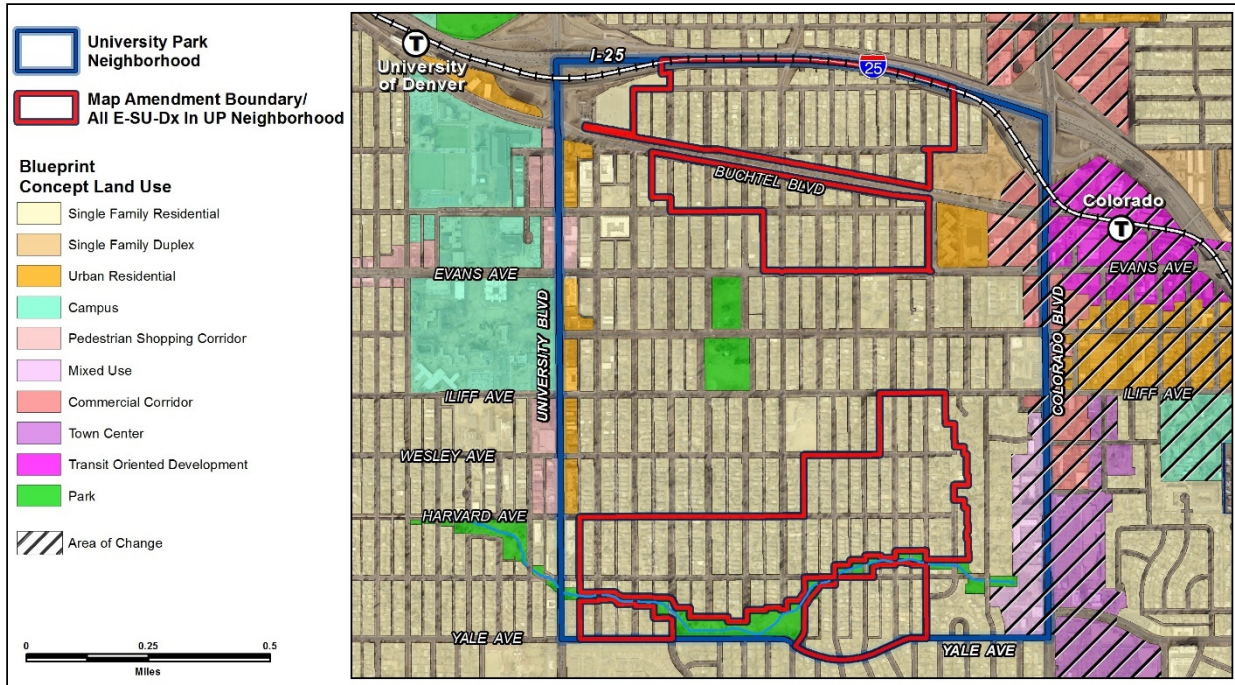 University Park
Neighborhood
Map Amendment Boundary/
All E-SU-Dx In UP Neighborhood
Blueprint
Concept Land Use
Single Family Residential
Single Family Duplex
Urban Residential
Campus
Pedestrian Shopping Corridor
Mixed Use
Commercial Corridor
Town Center
Transit Oriented Development
Park
Area of Change
0 0.25 0.5
Miles
T
University
of Denver
I-25
25
BUCHTEL BLVD
Colorado
T
EVANS AVE
EVANS AVE
UNIVERSITY BLVD
COLORADO BLVD
ILIFF AVE
ILIFF AVE
WESLEY AVE
HARVARD AVE
YALE AVE
YALE AVE